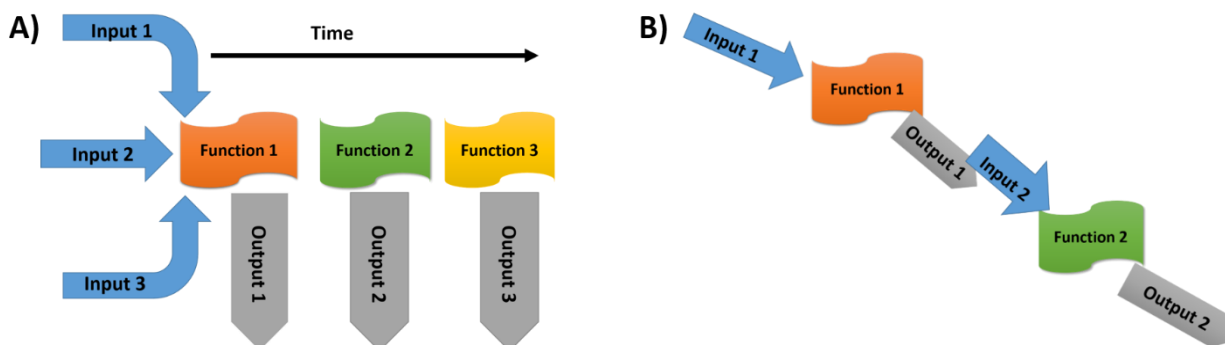 A)
Input 1
Time
Input 2
Function 1
Function 2
Function 3
Input 3
Output 1
Output 2
Output 3
B)
Input 1
Function 1
Output 1
Input 2
Function 2
Output 2